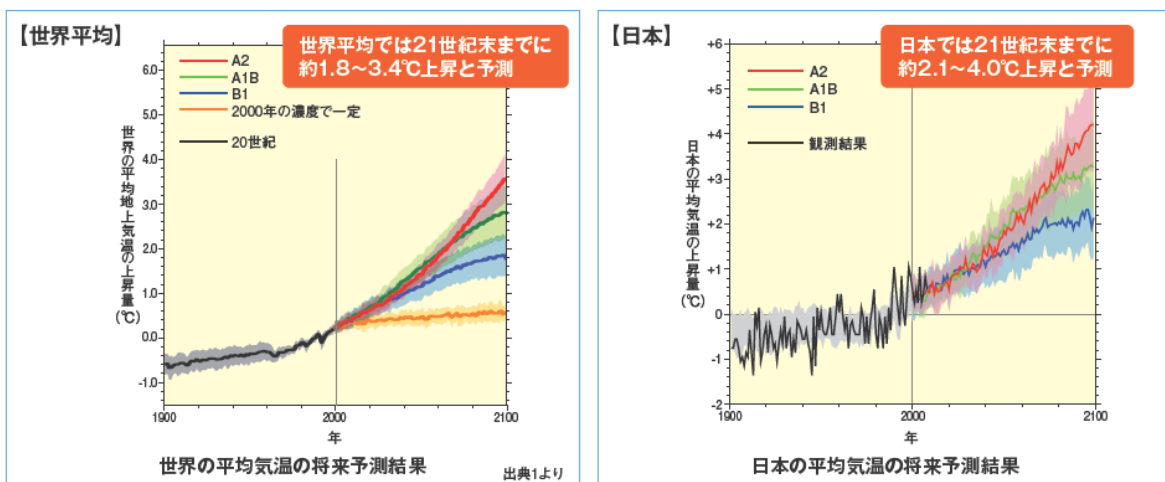 【世界平均】
世界平均では21世紀末までに
約1.8~3.4℃上昇と予測
6.0
5.0
4.0
3.0
2.0
1.0
0.0
-1.0
A2
A1B
B1
2000年の濃度で一定
20世紀
世界の平均地上気温の上昇量(℃)
1900
2000
2100
年
世界の平均気温の将来予測結果
出典1より
【日本】
日本では21世紀末までに
約2.1~4.0℃上昇と予測
+6
+5
+4
+3
+2
+1
0
-1
-2
A2
A1B
B1
観測結果
日本の平均気温の上昇量(℃)
1900
2000
2100
年
日本の平均気温の将来予測結果